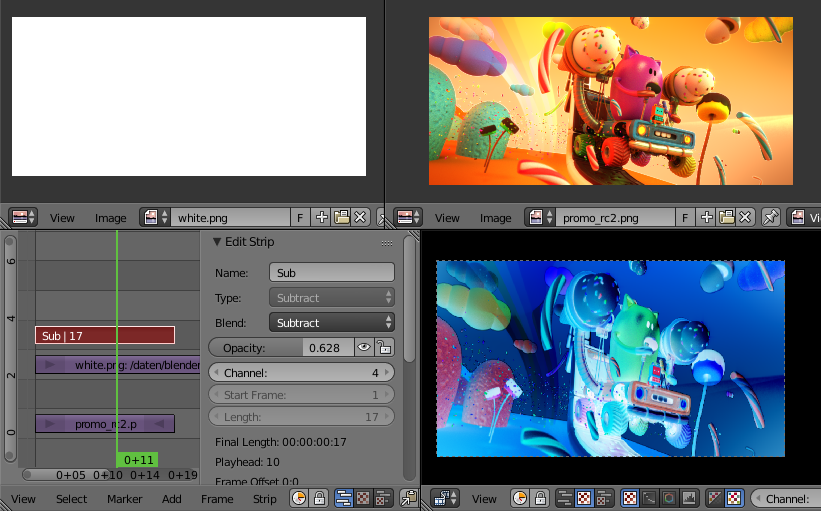 View Image white.png F
View Image promo_rc2.png F Vi
Edit Strip
Name: Sub
Type: Subtract
Blend: Subtract
Opacity: 0.628
Channel: 4
Start Frame: 1
Length: 17
Final Length: 00:00:00:17
Playhead: 10
Frame Offset 0:0
6
4
2
0
Sub | 17
white.png: /daten/blender
promo_rc2.p
0+11
0+05 0+10 0+14 0+19
View Select Marker Add Frame Strip
View Channel: